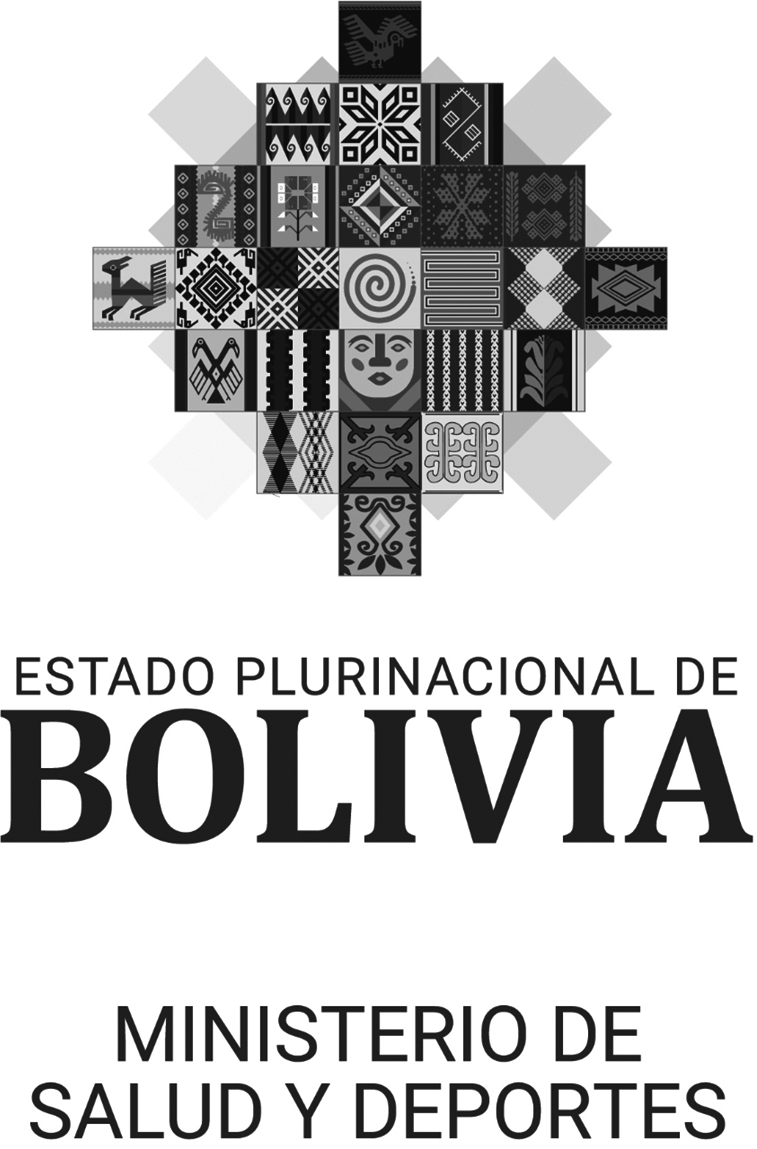 ESTADO PLURINACIONAL DE
BOLIVIA
MINISTERIO DE
SALUD Y DEPORTES